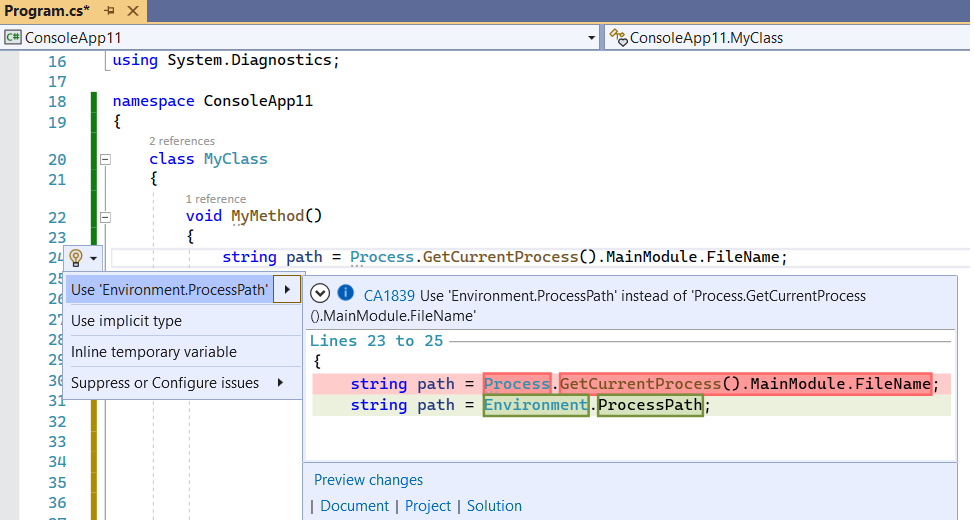 Program.cs*
C# ConsoleApp11
ConsoleApp11.MyClass
16 using System.Diagnostics;
17
18 namespace ConsoleApp11
19 {
2 references
20 class MyClass
21 {
1 reference
22 void MyMethod()
23 {
24 string path = Process.GetCurrentProcess().MainModule.FileName;
25
Use 'Environment.ProcessPath'
Use implicit type
Inline temporary variable
Suppress or Configure issues
CA1839 Use 'Environment.ProcessPath' instead of 'Process.GetCurrentProcess
().MainModule.FileName'
Lines 23 to 25
{
string path = Process.GetCurrentProcess().MainModule.FileName;
string path = Environment.ProcessPath;
Preview changes
| Document | Project | Solution
26
27
28
29
30
31
32
33
34
35
36